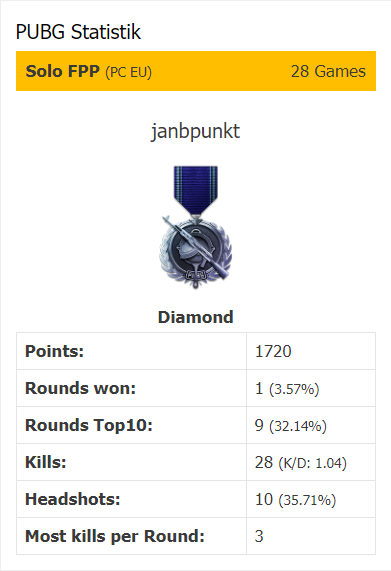 PUBG Statistik
Solo FPP (PC EU) 28 Games
janbpunkt
Diamond
Points: 1720
Rounds won: 1 (3.57%)
Rounds Top10: 9 (32.14%)
Kills: 28 (K/D: 1.04)
Headshots: 10 (35.71%)
Most kills per Round: 3